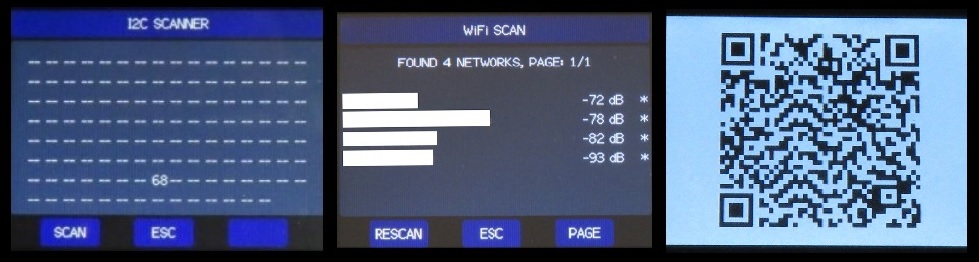 I2C SCANNER
-- -- -- -- -- -- -- -- -- -- -- -- -- -- -- --
-- -- -- -- -- -- -- -- -- -- -- -- -- -- -- --
-- -- -- -- -- -- -- -- -- -- -- -- -- -- -- --
-- -- -- -- -- -- -- -- -- -- -- -- -- -- -- --
-- -- -- -- -- -- -- -- -- -- -- -- -- -- -- --
-- -- -- -- -- -- -- -- -- -- -- -- -- -- -- --
-- -- -- -- -- -- -- 68 -- -- -- -- -- -- -- --
-- -- -- -- -- -- -- -- -- -- -- -- -- --
SCAN ESC
WiFi SCAN
FOUND 4 NETWORKS, PAGE: 1/1
-72 dB *
-78 dB *
-82 dB *
-93 dB *
RESCAN ESC PAGE